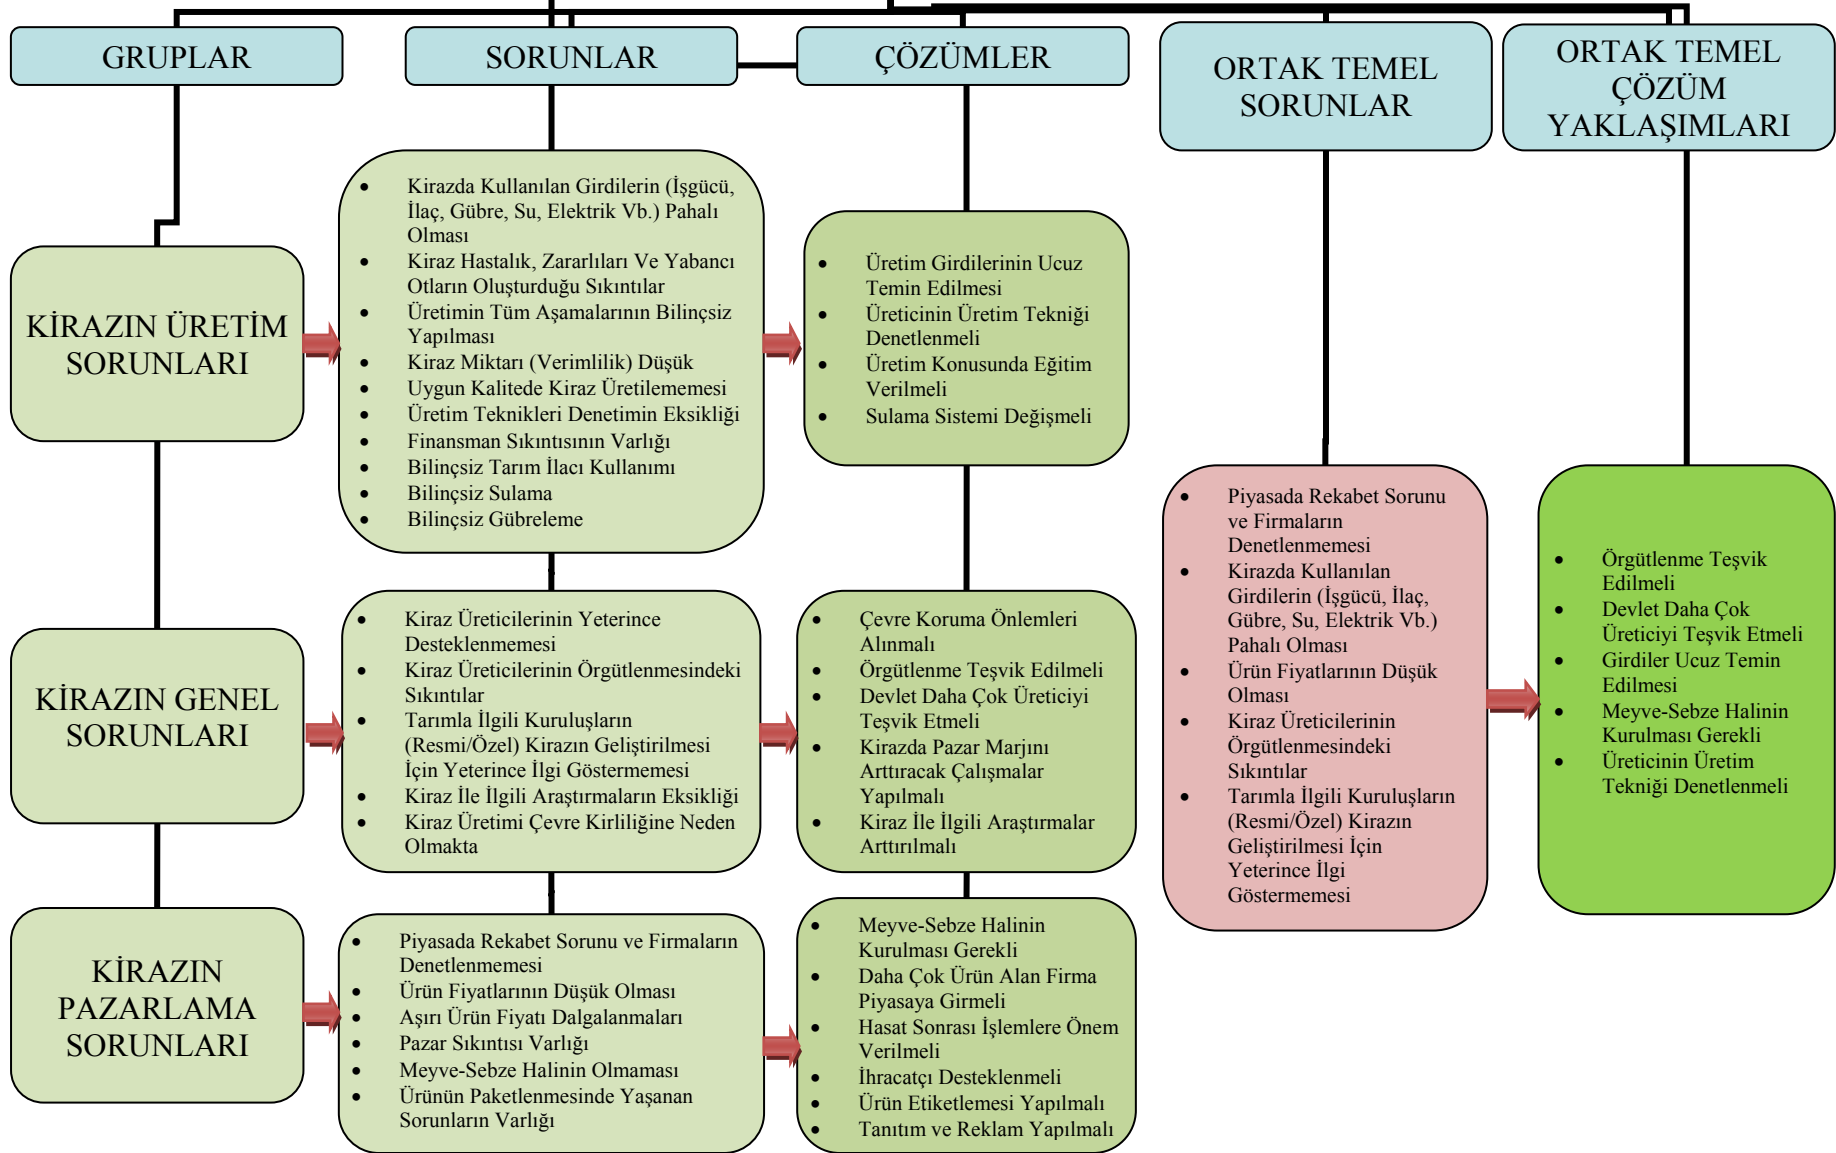 GRUPLAR
SORUNLAR
ÇÖZÜMLER
ORTAK TEMEL
SORUNLAR
ORTAK TEMEL
ÇÖZÜM
YAKLAŞIMLARI
KİRAZIN ÜRETİM
SORUNLARI
• Kirazda Kullanılan Girdilerin (İşgücü,
İlaç, Gübre, Su, Elektrik Vb.) Pahalı
Olması
• Kiraz Hastalık, Zararlıları Ve Yabancı
Otların Oluşturduğu Sıkıntılar
• Üretimin Tüm Aşamalarının Bilinçsiz
Yapılması
• Kiraz Miktarı (Verimlilik) Düşük
• Uygun Kalitede Kiraz Üretilememesi
• Üretim Teknikleri Denetimin Eksikliği
• Finansman Sıkıntısının Varlığı
• Bilinçsiz Tarım İlacı Kullanımı
• Bilinçsiz Sulama
• Bilinçsiz Gübreleme
• Üretim Girdilerinin Ucuz
Temin Edilmesi
• Üreticinin Üretim Tekniği
Denetlenmeli
• Üretim Konusunda Eğitim
Verilmeli
• Sulama Sistemi Değişmeli
KİRAZIN GENEL
SORUNLARI
• Kiraz Üreticilerinin Yeterince
Desteklenmemesi
• Kiraz Üreticilerinin Örgütlenmesindeki
Sıkıntılar
• Tarımla İlgili Kuruluşların
(Resmi/Özel) Kirazın Geliştirilmesi
İçin Yeterince İlgi Göstermemesi
• Kiraz İle İlgili Araştırmaların Eksikliği
• Kiraz Üretimi Çevre Kirliliğine Neden
Olmakta
• Çevre Koruma Önlemleri
Alınmalı
• Örgütlenme Teşvik Edilmeli
• Devlet Daha Çok Üreticiyi
Teşvik Etmeli
• Kirazda Pazar Marjını
Arttıracak Çalışmalar
Yapılmalı
• Kiraz İle İlgili Araştırmalar
Arttırılmalı
KİRAZIN
PAZARLAMA
SORUNLARI
• Piyasada Rekabet Sorunu ve Firmaların
Denetlenmemesi
• Ürün Fiyatlarının Düşük Olması
• Aşırı Ürün Fiyatı Dalgalanmaları
• Pazar Sıkıntısı Varlığı
• Meyve-Sebze Halinin Olmaması
• Ürünün Paketlenmesinde Yaşanan
Sorunların Varlığı
• Meyve-Sebze Halinin
Kurulması Gerekli
• Daha Çok Ürün Alan Firma
Piyasaya Girmeli
• Hasat Sonrası İşlemlere Önem
Verilmeli
• İhracatçı Desteklenmeli
• Ürün Etiketlemesi Yapılmalı
• Tanıtım ve Reklam Yapılmalı
• Piyasada Rekabet Sorunu
ve Firmaların
Denetlenmemesi
• Kirazda Kullanılan
Girdilerin (İşgücü, İlaç,
Gübre, Su, Elektrik Vb.)
Pahalı Olması
• Ürün Fiyatlarının Düşük
Olması
• Kiraz Üreticilerinin
Örgütlenmesindeki
Sıkıntılar
• Tarımla İlgili Kuruluşların
(Resmi/Özel) Kirazın
Geliştirilmesi İçin
Yeterince İlgi
Göstermemesi
• Örgütlenme Teşvik
Edilmeli
• Devlet Daha Çok
Üreticiyi Teşvik Etmeli
• Girdiler Ucuz Temin
Edilmesi
• Meyve-Sebze Halinin
Kurulması Gerekli
• Üreticinin Üretim
Tekniği Denetlenmeli